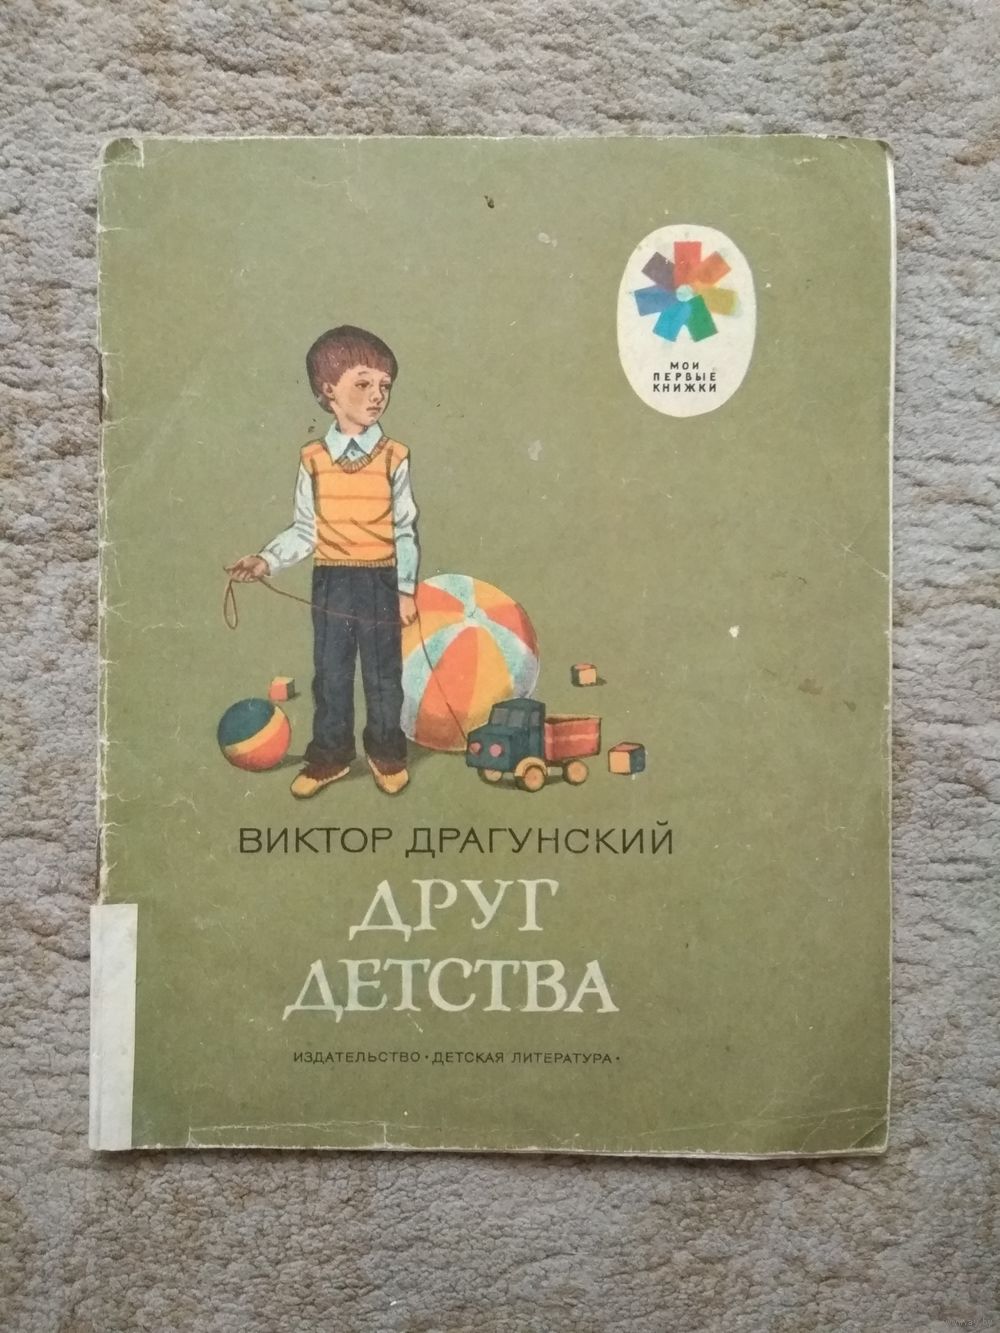 МОИ
ПЕРВЫЕ
КНИЖКИ
ВИКТОР ДРАГУНСКИЙ
ДРУГ
ДЕТСТВА
ИЗДАТЕЛЬСТВО · ДЕТСКАЯ ЛИТЕРАТУРА ·